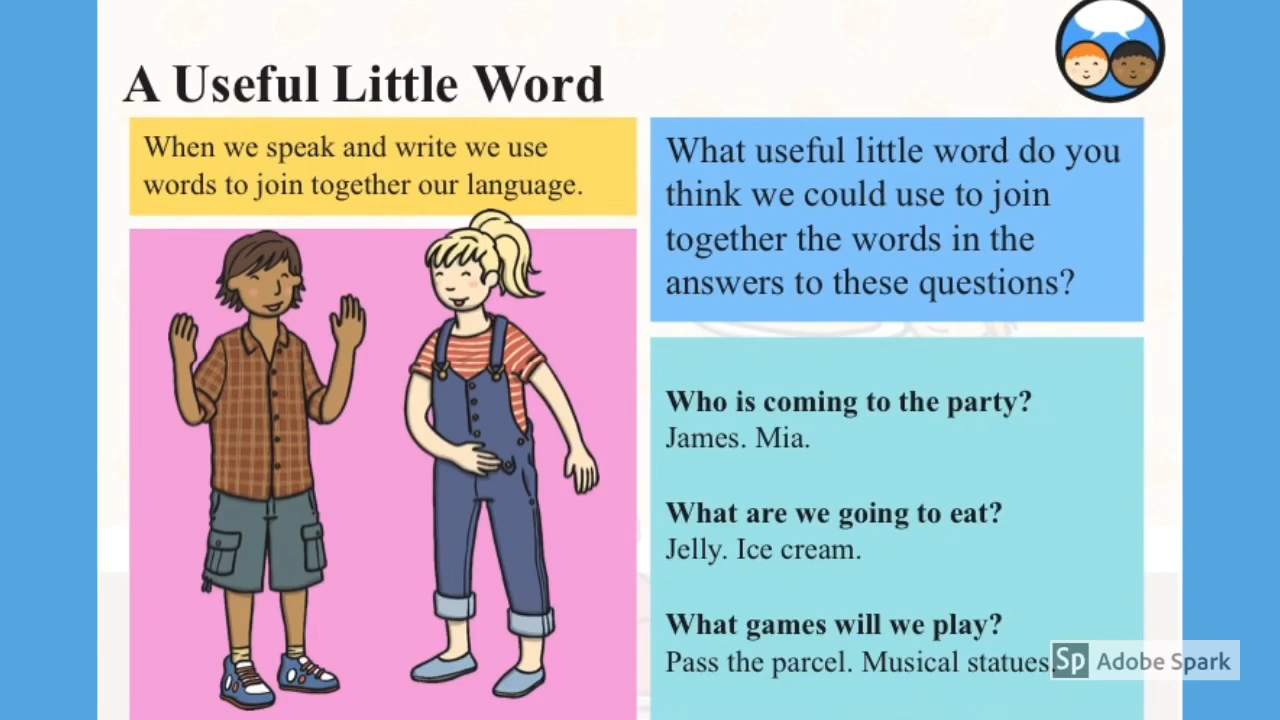 A Useful Little Word
When we speak and write we use
words to join together our language.
What useful little word do you
think we could use to join
together the words in the
answers to these questions?
Who is coming to the party?
James. Mia.
What are we going to eat?
Jelly. Ice cream.
What games will we play?
Pass the parcel. Musical statues.
Sp Adobe Spark